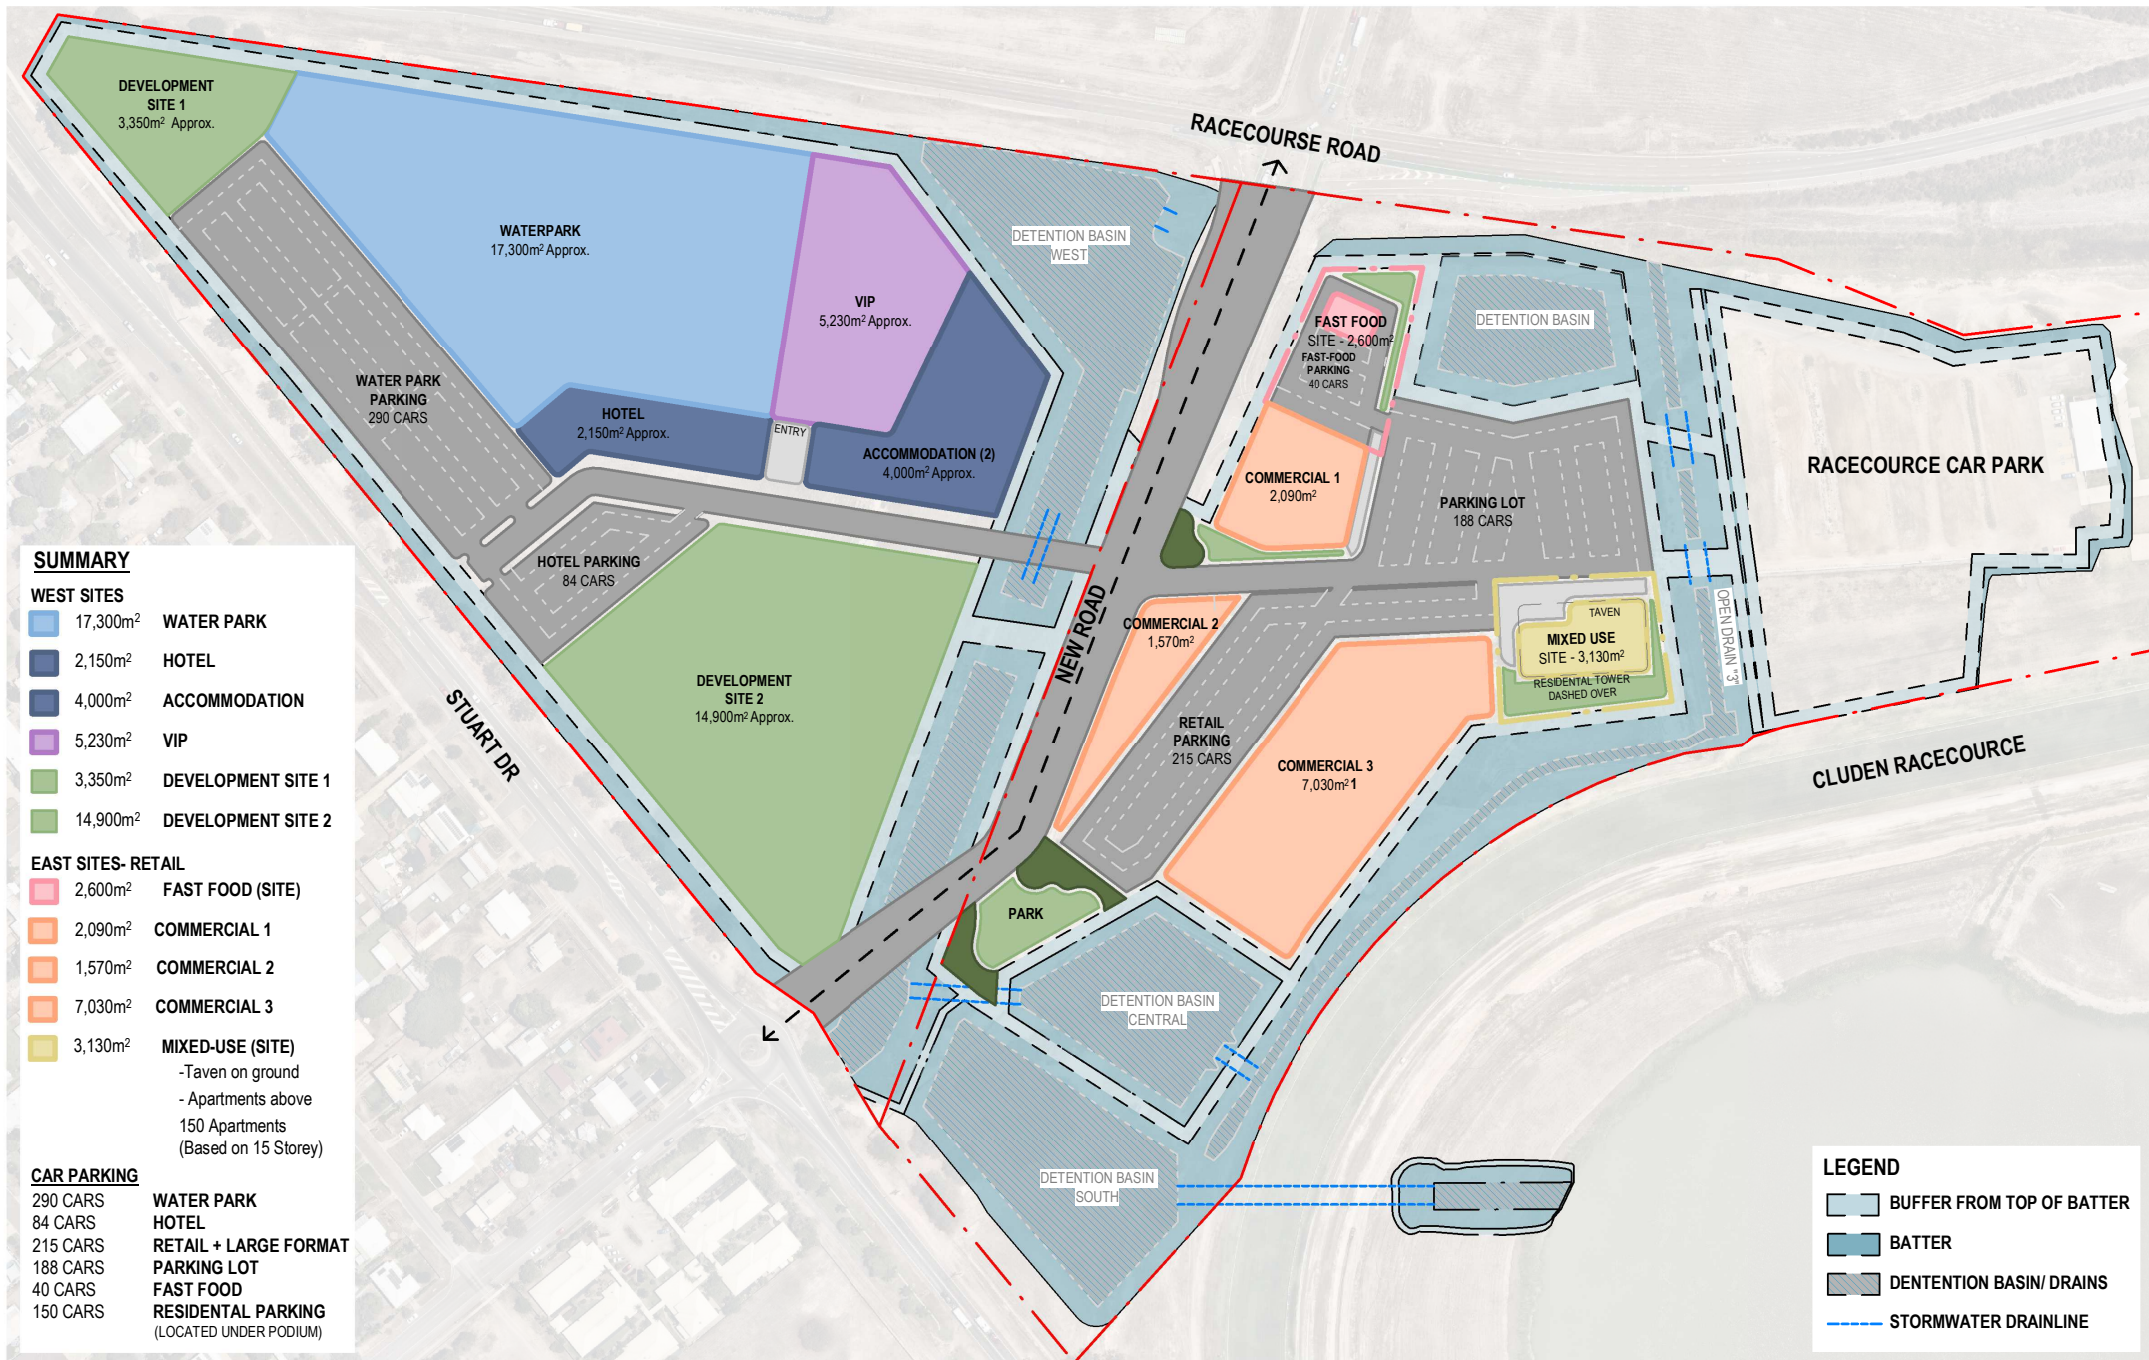 DEVELOPMENT
SITE 1
3,350m² Approx.
WATERPARK
17,300m² Approx.
VIP
5,230m² Approx.
WATER PARK
PARKING
290 CARS
HOTEL
2,150m² Approx.
ENTRY
ACCOMMODATION (2)
4,000m² Approx.
HOTEL PARKING
84 CARS
DEVELOPMENT
SITE 2
14,900m² Approx.
STUART DR
NEW ROAD
RACECOURSE ROAD
DETENTION BASIN
WEST
FAST FOOD
SITE - 2,600m²
FAST-FOOD
PARKING
40 CARS
DETENTION BASIN
COMMERCIAL 1
2,090m²
PARKING LOT
188 CARS
RACECOURCE CAR PARK
COMMERCIAL 2
1,570m²
TAVEN
MIXED USE
SITE - 3,130m²
RESIDENTAL TOWER
DASHED OVER
OPEN DRAIN "3"
RETAIL
PARKING
215 CARS
COMMERCIAL 3
7,030m² 1
CLUDEN RACECOURCE
PARK
DETENTION BASIN
CENTRAL
DETENTION BASIN
SOUTH
SUMMARY
WEST SITES
17,300m² WATER PARK
2,150m² HOTEL
4,000m² ACCOMMODATION
5,230m² VIP
3,350m² DEVELOPMENT SITE 1
14,900m² DEVELOPMENT SITE 2
EAST SITES- RETAIL
2,600m² FAST FOOD (SITE)
2,090m² COMMERCIAL 1
1,570m² COMMERCIAL 2
7,030m² COMMERCIAL 3
3,130m² MIXED-USE (SITE)
-Taven on ground
- Apartments above
150 Apartments
(Based on 15 Storey)
CAR PARKING
290 CARS WATER PARK
84 CARS HOTEL
215 CARS RETAIL + LARGE FORMAT
188 CARS PARKING LOT
40 CARS FAST FOOD
150 CARS RESIDENTAL PARKING
(LOCATED UNDER PODIUM)
LEGEND
BUFFER FROM TOP OF BATTER
BATTER
DENTENTION BASIN/ DRAINS
STORMWATER DRAINLINE